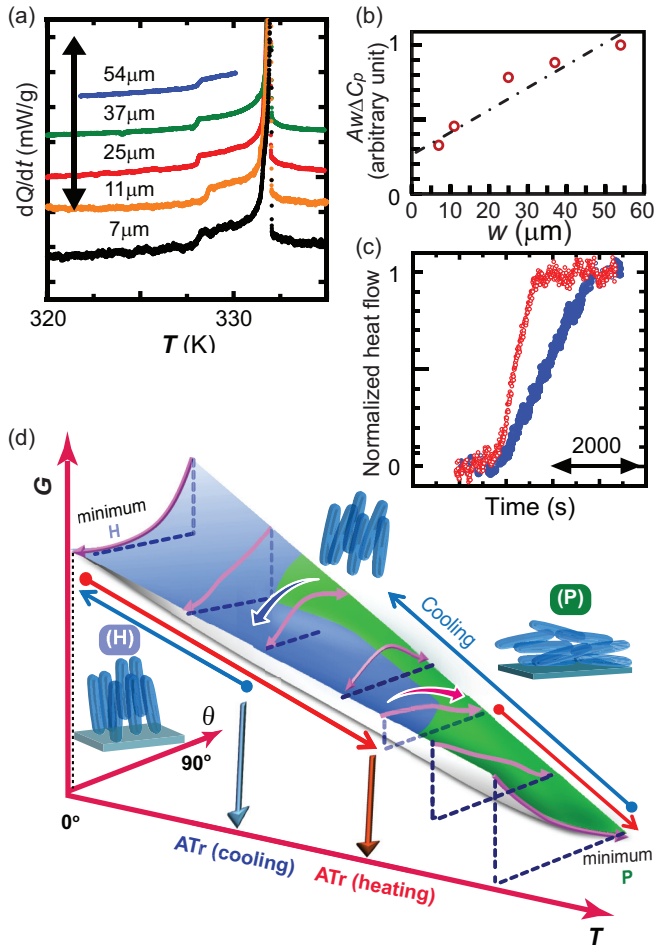 (a)
54μm
37μm
25μm
11μm
7μm
dQ/dt (mW/g)
320
330
T (K)
(b)
1
0
AwΔCp
(arbitrary unit)
0 10 20 30 40 50 60
w (μm)
(c)
1
0
Normalized heat flow
2000
Time (s)
(d)
G
minimum
H
(H)
θ
90°
0°
Cooling
(P)
ATr (cooling)
ATr (heating)
minimum
P
T